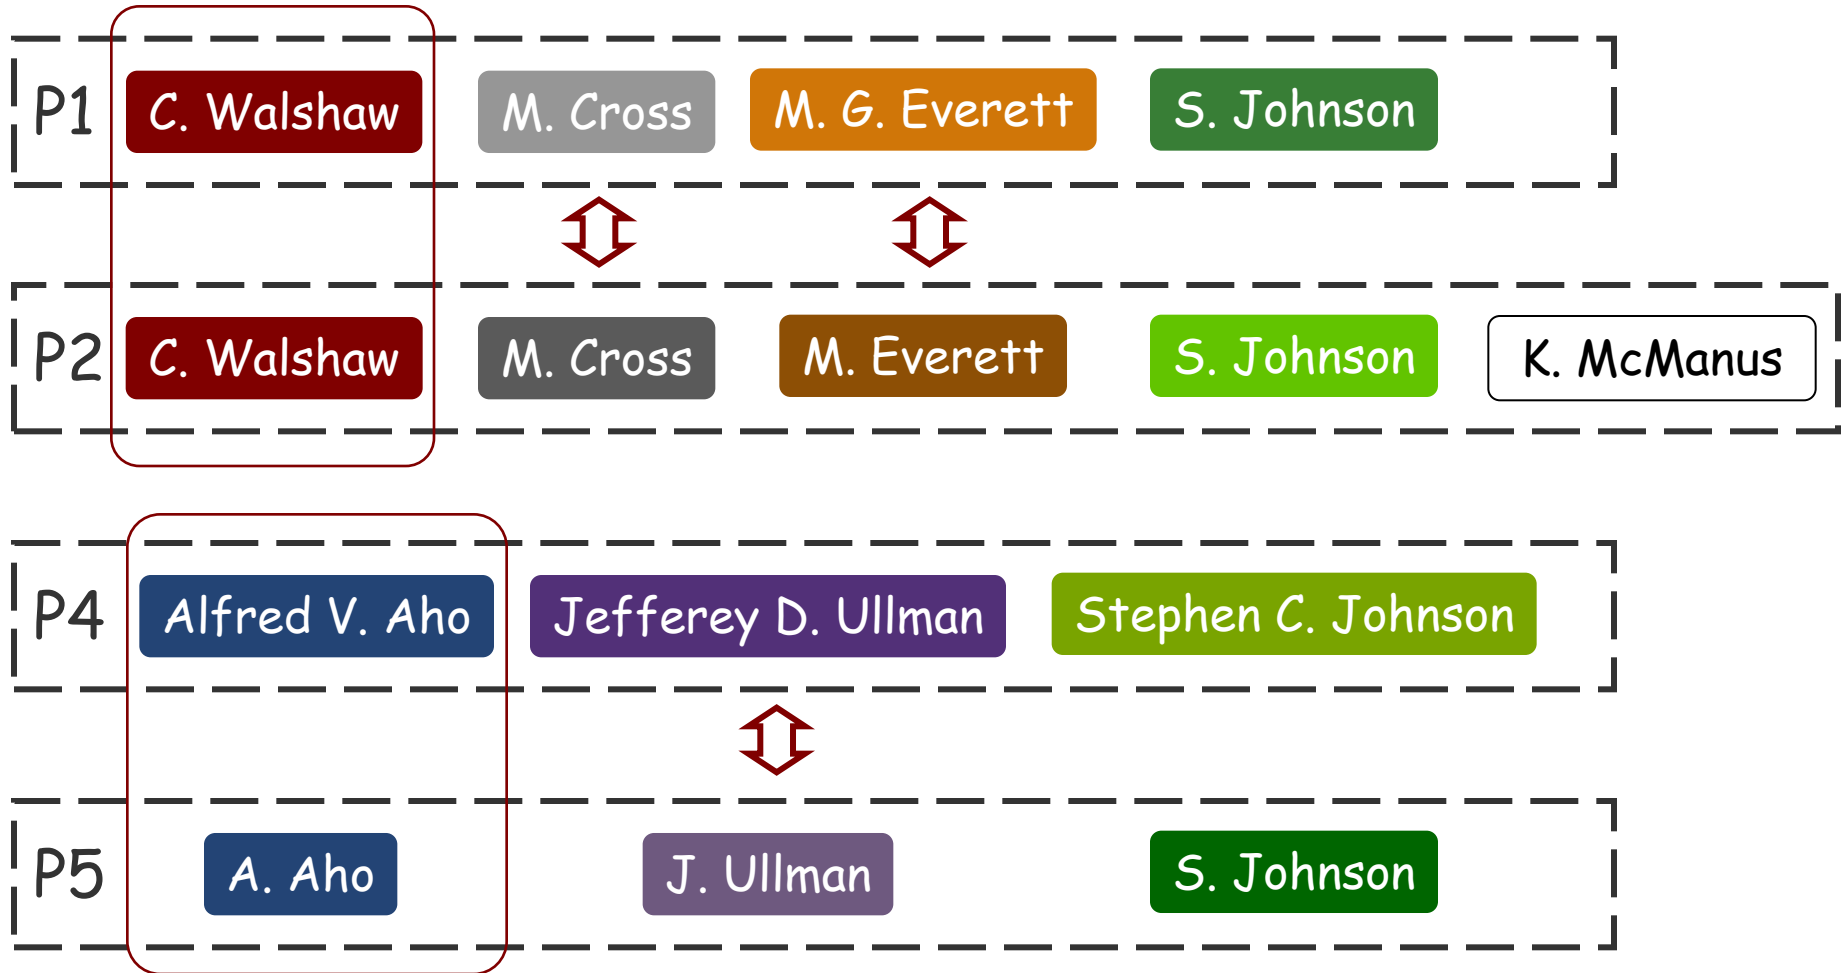 P1 C. Walshaw M. Cross M. G. Everett S. Johnson
P2 C. Walshaw M. Cross M. Everett S. Johnson K. McManus
P4 Alfred V. Aho Jefferey D. Ullman Stephen C. Johnson
P5 A. Aho J. Ullman S. Johnson